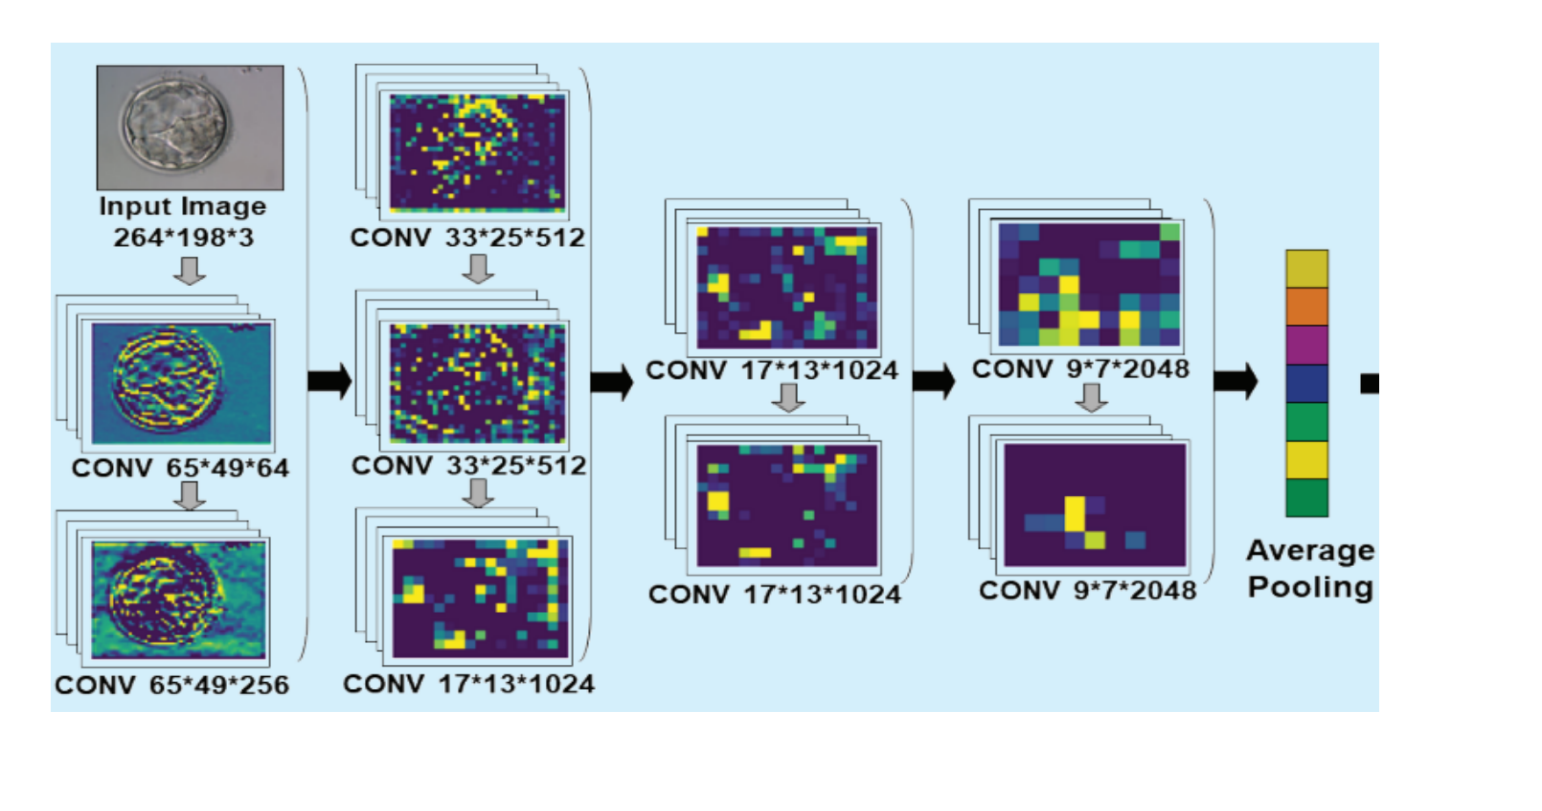 Input Image
264*198*3
CONV 65*49*64
CONV 65*49*256
CONV 33*25*512
CONV 33*25*512
CONV 17*13*1024
CONV 17*13*1024
CONV 17*13*1024
CONV 9*7*2048
CONV 9*7*2048
Average
Pooling